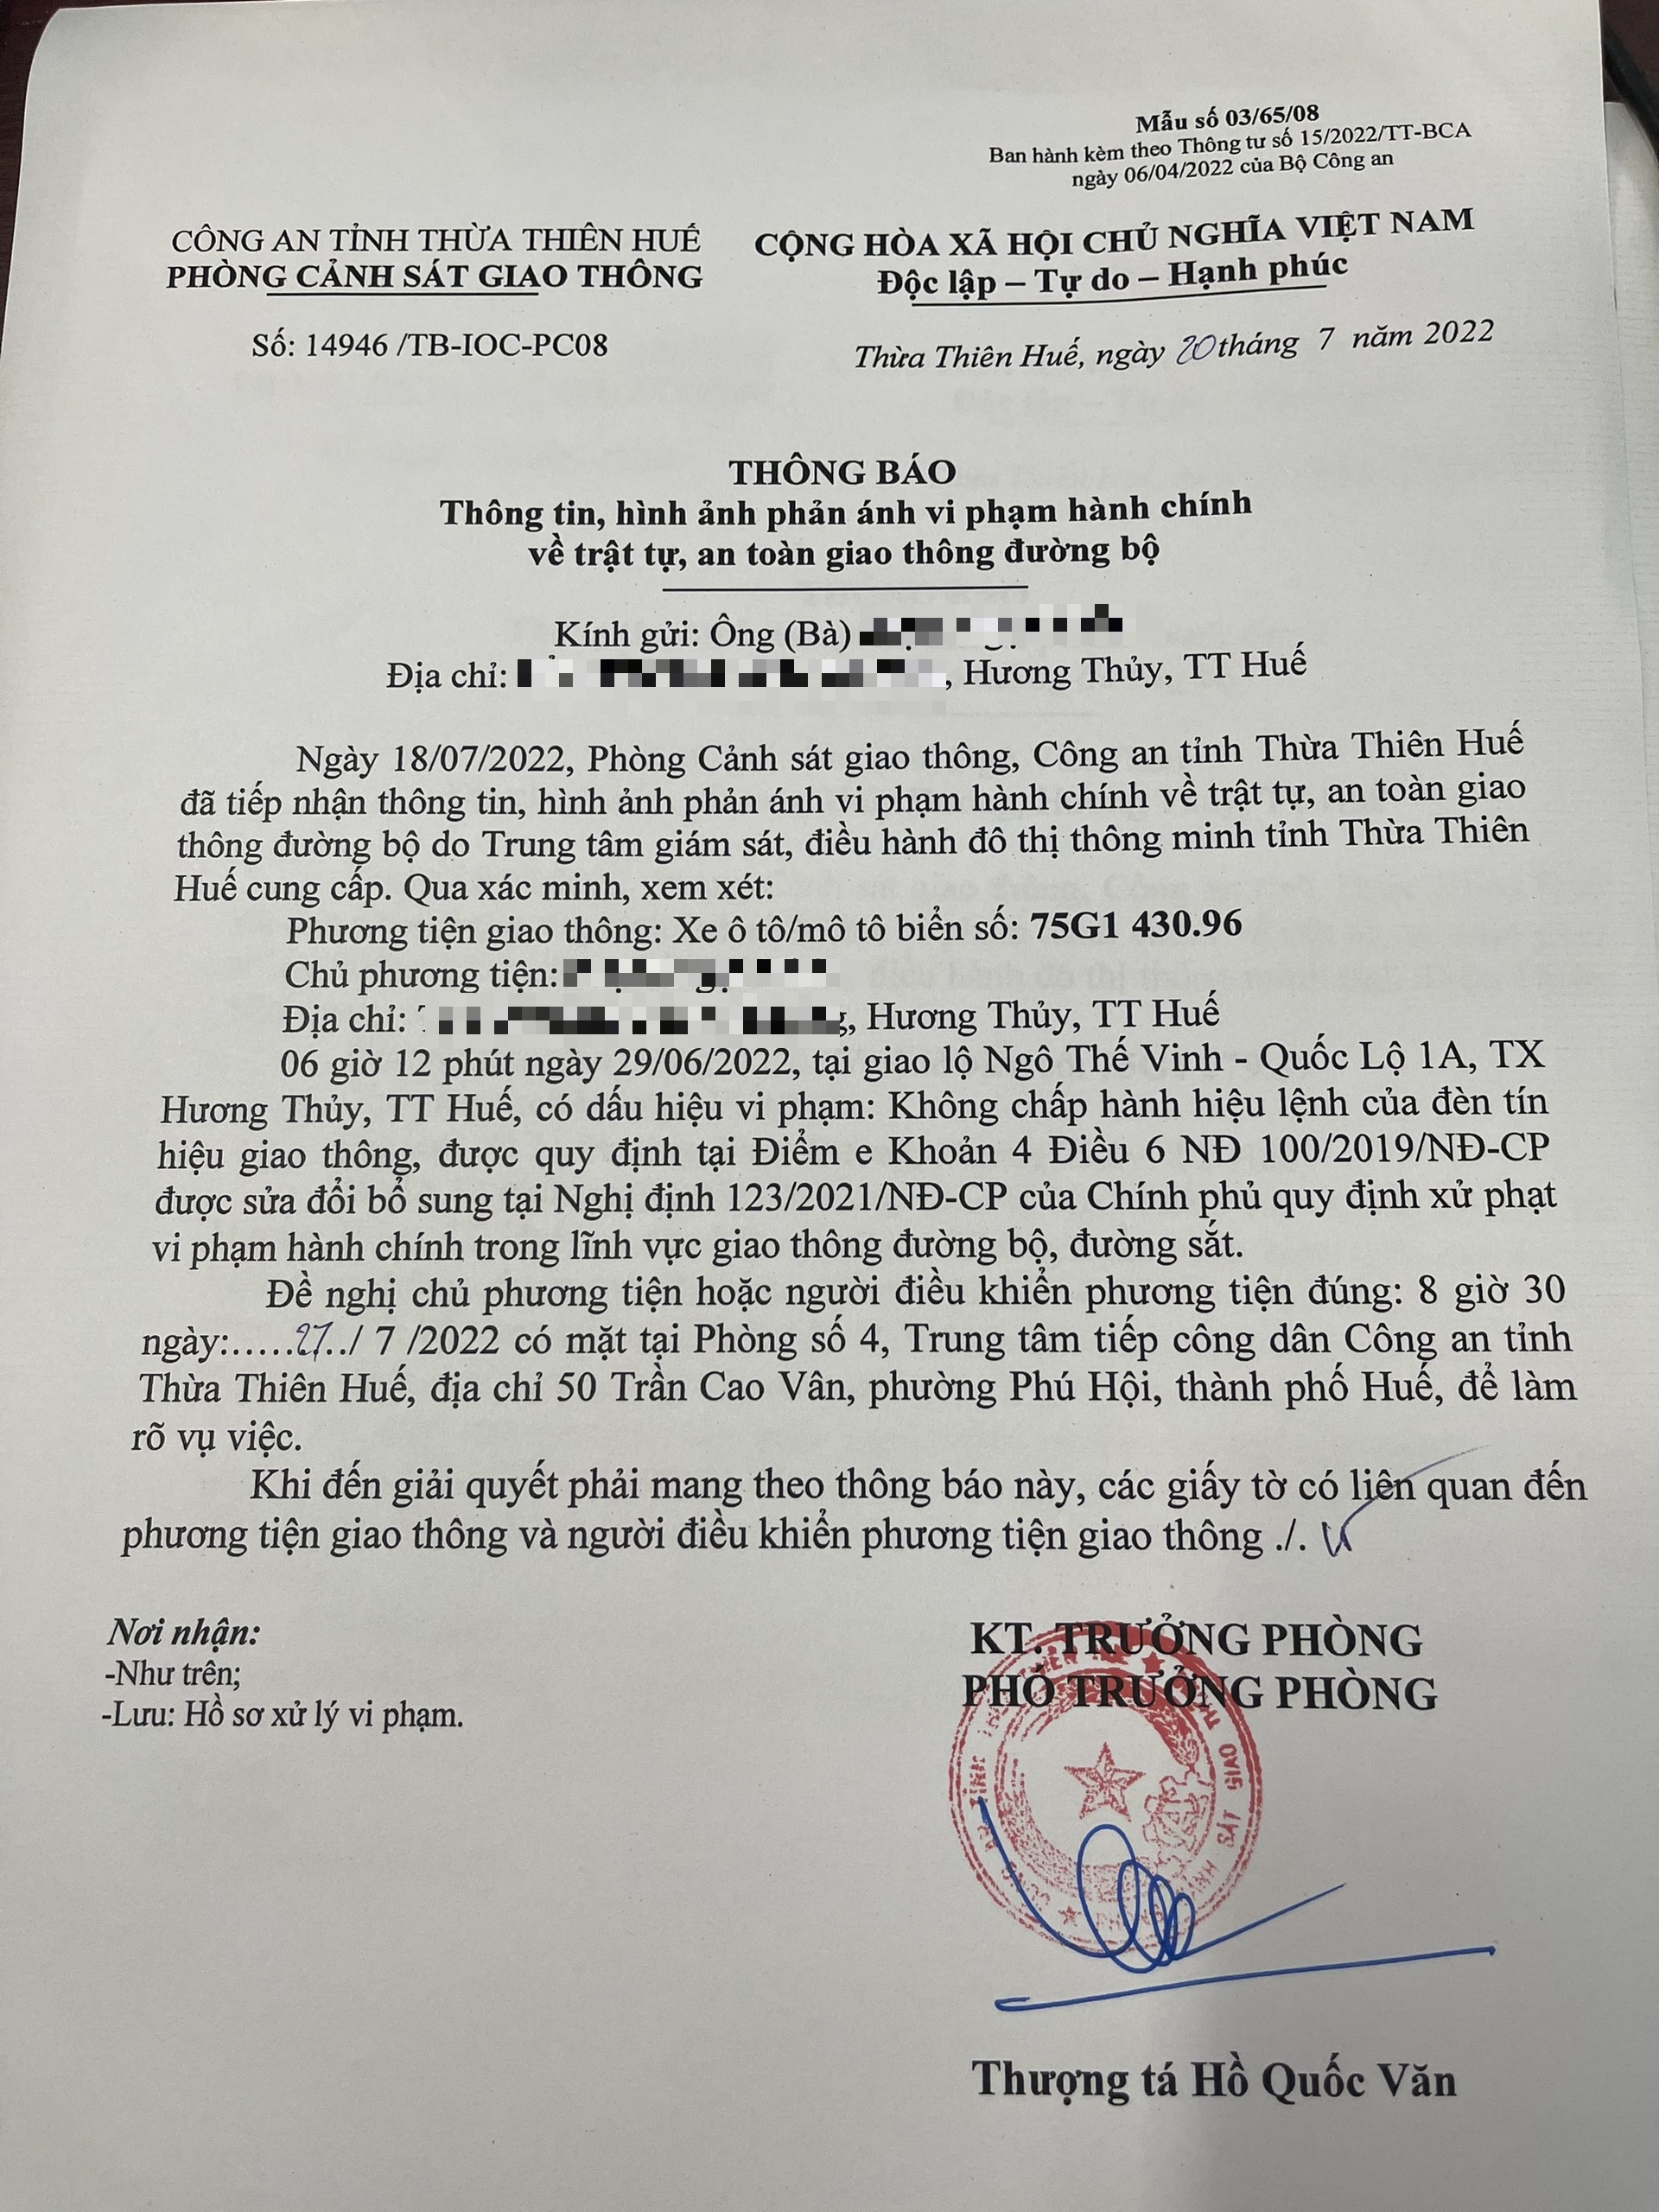 Mẫu số 03/65/08
Ban hành kèm theo Thông tư số 15/2022/TT-BCA
ngày 06/04/2022 của Bộ Công an
CÔNG AN TỈNH THỪA THIÊN HUẾ
PHÒNG CẢNH SÁT GIAO THÔNG
CỘNG HÒA XÃ HỘI CHỦ NGHĨA VIỆT NAM
Độc lập – Tự do – Hạnh phúc
Số: 14946 /TB-IOC-PC08
Thừa Thiên Huế, ngày 20 tháng 7 năm 2022
THÔNG BÁO
Thông tin, hình ảnh phản ánh vi phạm hành chính
về trật tự, an toàn giao thông đường bộ
Kính gửi: Ông (Bà)
Địa chỉ: , Hương Thủy, TT Huế
Ngày 18/07/2022, Phòng Cảnh sát giao thông, Công an tỉnh Thừa Thiên Huế
đã tiếp nhận thông tin, hình ảnh phản ánh vi phạm hành chính về trật tự, an toàn giao
thông đường bộ do Trung tâm giám sát, điều hành đô thị thông minh tỉnh Thừa Thiên
Huế cung cấp. Qua xác minh, xem xét:
Phương tiện giao thông: Xe ô tô/mô tô biển số: 75G1 430.96
Chủ phương tiện:
Địa chỉ: , Hương Thủy, TT Huế
06 giờ 12 phút ngày 29/06/2022, tại giao lộ Ngô Thế Vinh - Quốc Lộ 1A, TX
Hương Thủy, TT Huế, có dấu hiệu vi phạm: Không chấp hành hiệu lệnh của đèn tín
hiệu giao thông, được quy định tại Điểm e Khoản 4 Điều 6 NĐ 100/2019/NĐ-CP
được sửa đổi bổ sung tại Nghị định 123/2021/NĐ-CP của Chính phủ quy định xử phạt
vi phạm hành chính trong lĩnh vực giao thông đường bộ, đường sắt.
Đề nghị chủ phương tiện hoặc người điều khiển phương tiện đúng: 8 giờ 30
ngày:.....27../ 7 /2022 có mặt tại Phòng số 4, Trung tâm tiếp công dân Công an tỉnh
Thừa Thiên Huế, địa chỉ 50 Trần Cao Vân, phường Phú Hội, thành phố Huế, để làm
rõ vụ việc.
Khi đến giải quyết phải mang theo thông báo này, các giấy tờ có liên quan đến
phương tiện giao thông và người điều khiển phương tiện giao thông ./.
Nơi nhận:
-Như trên;
-Lưu: Hồ sơ xử lý vi phạm.
KT. TRƯỞNG PHÒNG
PHÓ TRƯỞNG PHÒNG
Thượng tá Hồ Quốc Văn